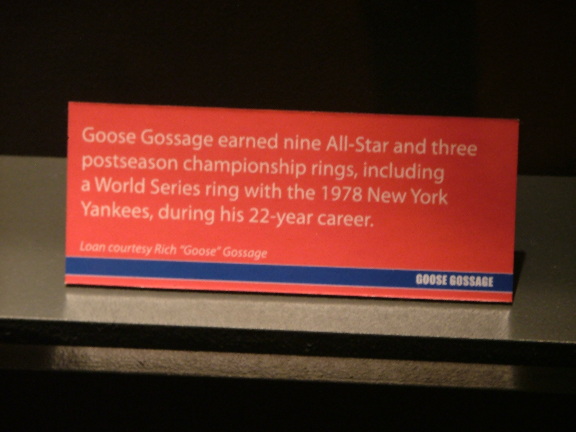 Goose Gossage earned nine All-Star and three
postseason championship rings, including
a World Series ring with the 1978 New York
Yankees, during his 22-year career.
Loan courtesy Rich "Goose" Gossage
GOOSE GOSSAGE